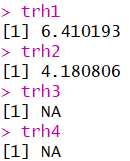 > trh1
[1] 6.410193
> trh2
[1] 4.180806
> trh3
[1] NA
> trh4
[1] NA